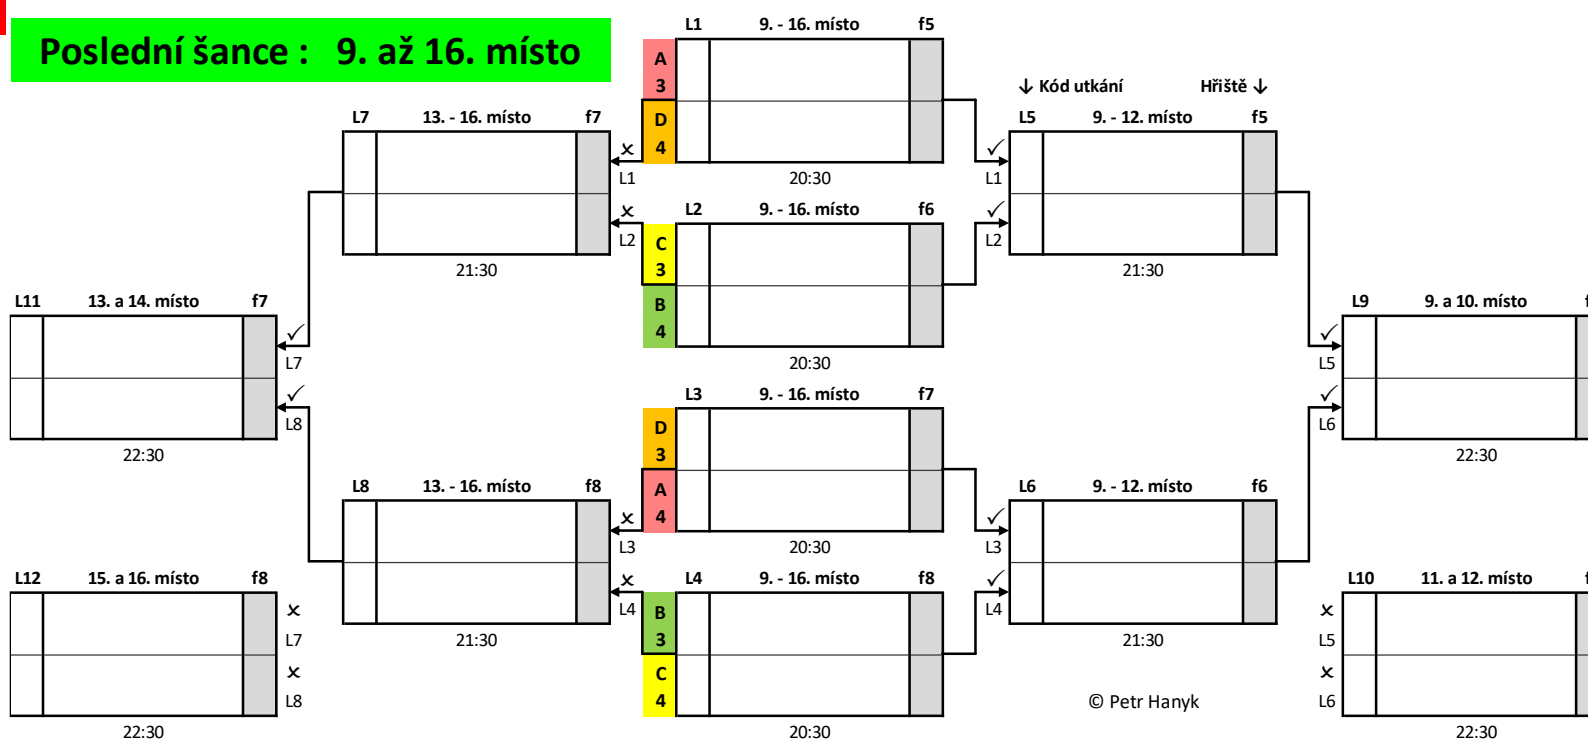 Poslední šance :   9. až 16. místo
L1 9. - 16. místo f5
A
3
D
4
20:30
↓ Kód utkání Hřiště ↓
L7 13. - 16. místo f7
✗
L1
✗
L2
21:30
L5 9. - 12. místo f5
✓
L1
✓
L2
21:30
L2 9. - 16. místo f6
C
3
B
4
20:30
L11 13. a 14. místo f7
✓
L7
✓
L8
22:30
L9 9. a 10. místo
✓
L5
✓
L6
22:30
L3 9. - 16. místo f7
D
3
A
4
20:30
L8 13. - 16. místo f8
✗
L3
✗
L4
21:30
L6 9. - 12. místo f6
✓
L3
✓
L4
21:30
L12 15. a 16. místo f8
✗
L7
✗
L8
22:30
L4 9. - 16. místo f8
B
3
C
4
20:30
L10 11. a 12. místo
✗
L5
✗
L6
22:30
© Petr Hanyk